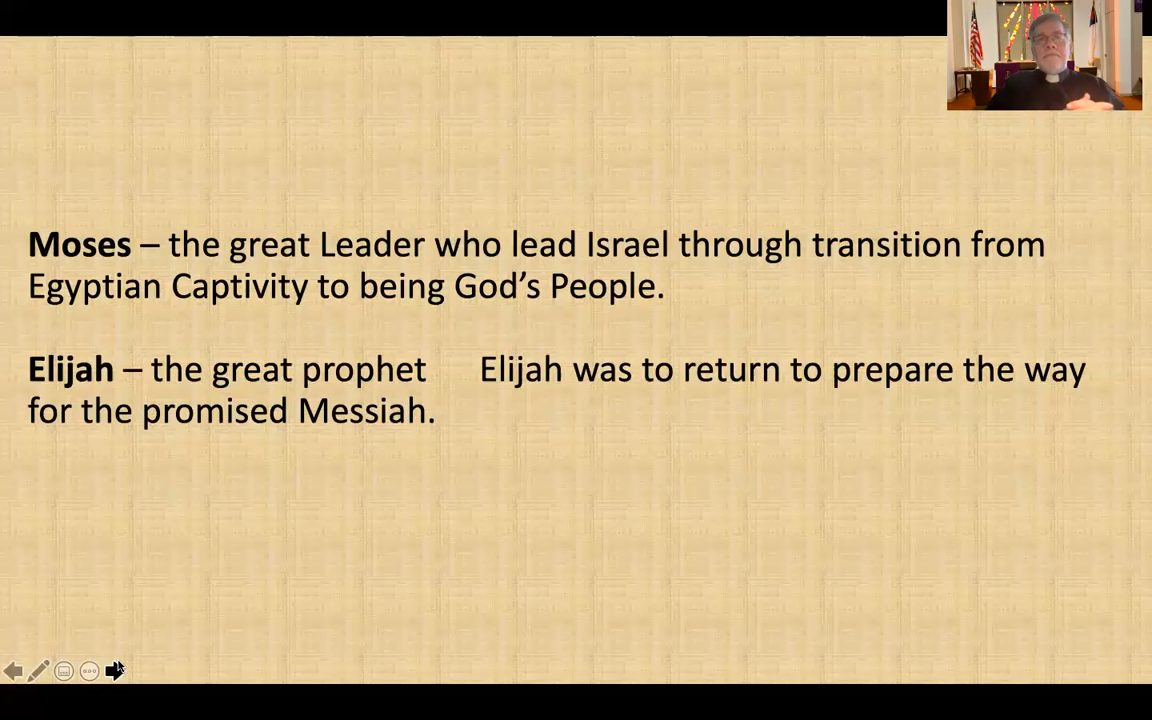 Moses – the great Leader who lead Israel through transition from
Egyptian Captivity to being God’s People.
Elijah – the great prophet Elijah was to return to prepare the way
for the promised Messiah.